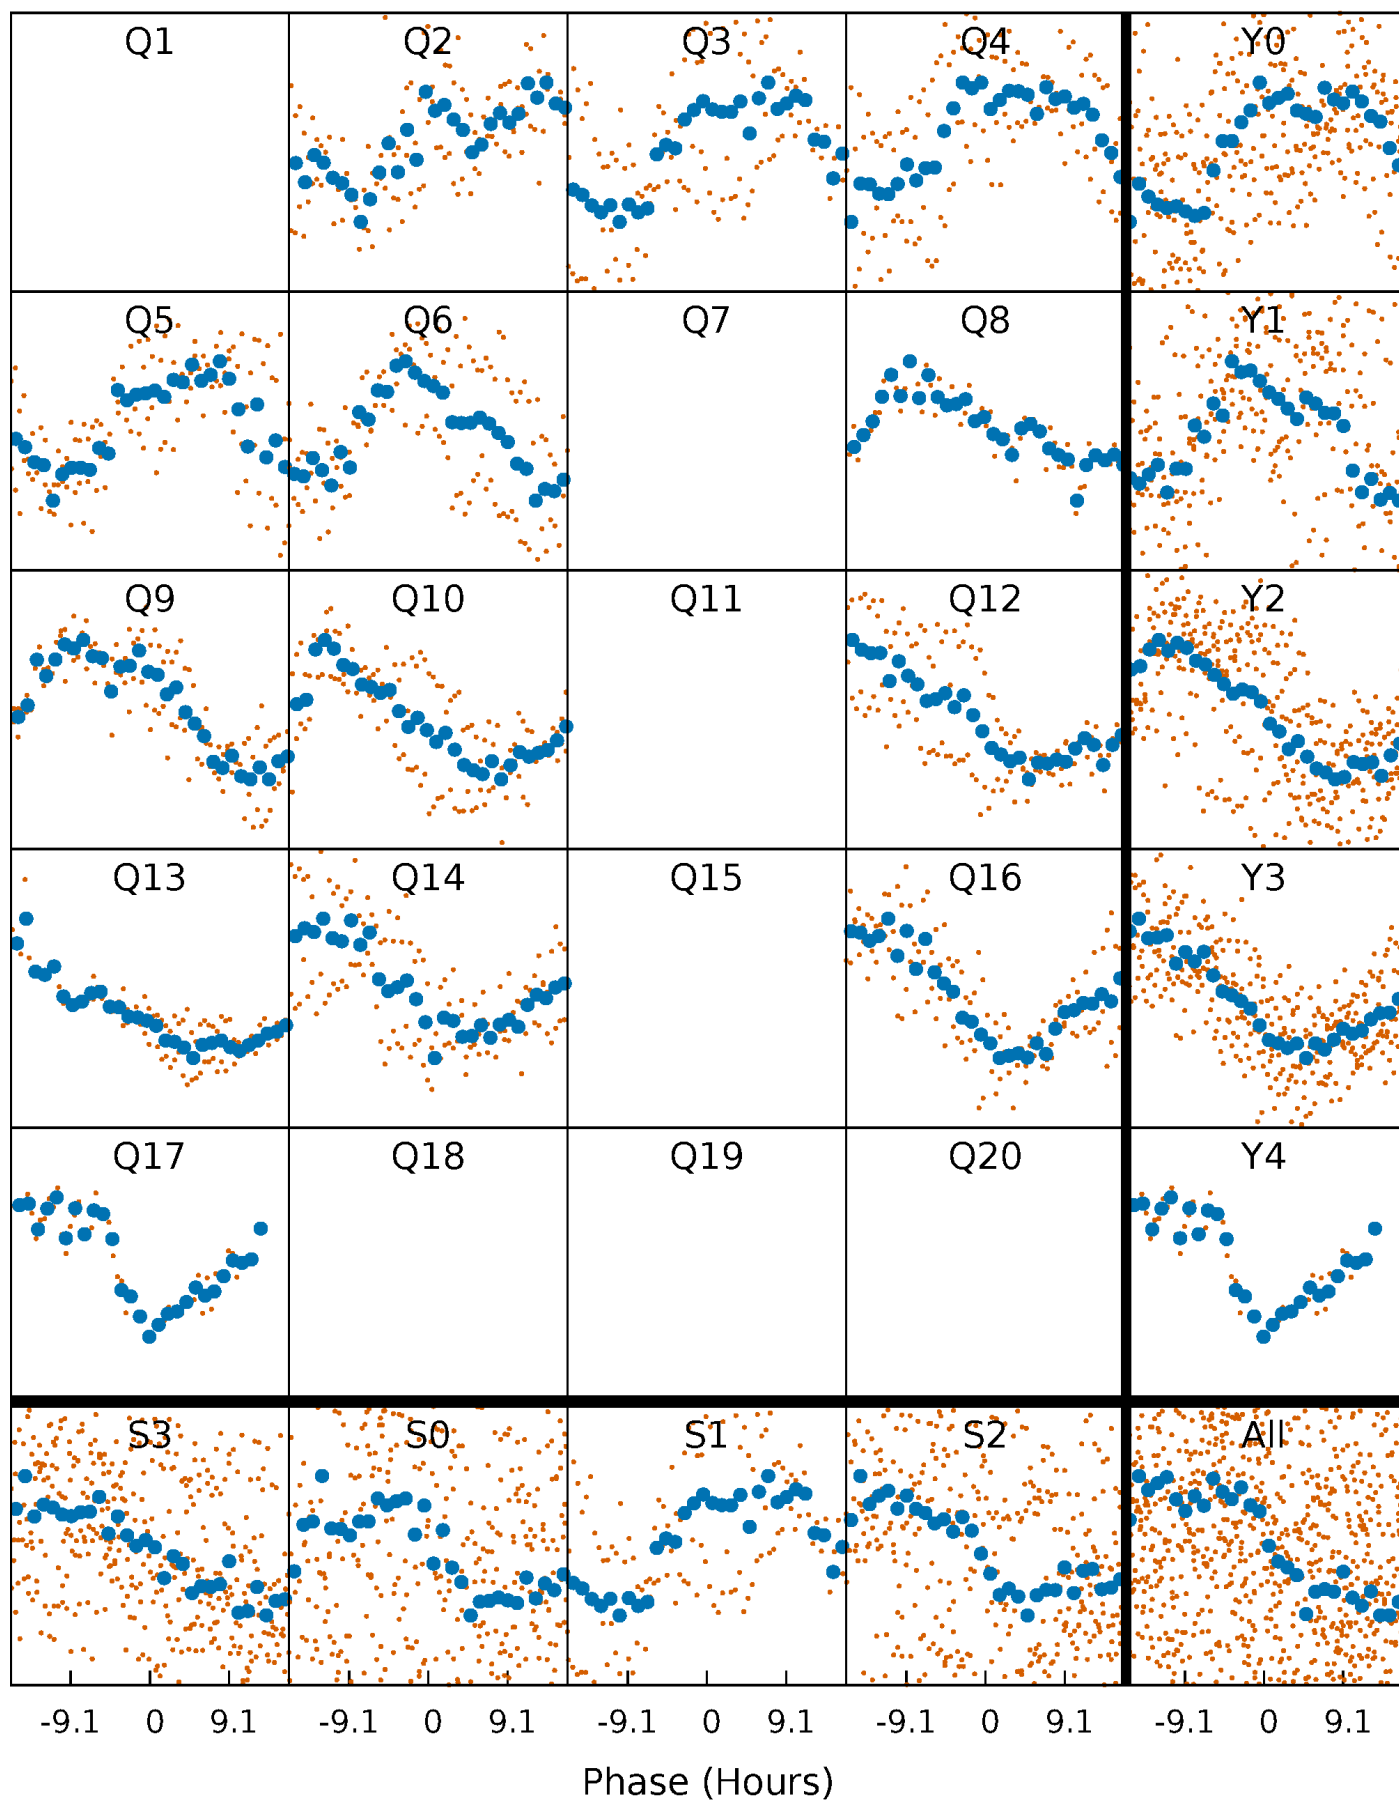 Q1 Q2 Q3 Q4 Y0
Q5 Q6 Q7 Q8 Y1
Q9 Q10 Q11 Q12 Y2
Q13 Q14 Q15 Q16 Y3
Q17 Q18 Q19 Q20 Y4
S3 S0 S1 S2 All
-9.1 0 9.1 -9.1 0 9.1 -9.1 0 9.1 -9.1 0 9.1 -9.1 0 9.1
Phase (Hours)